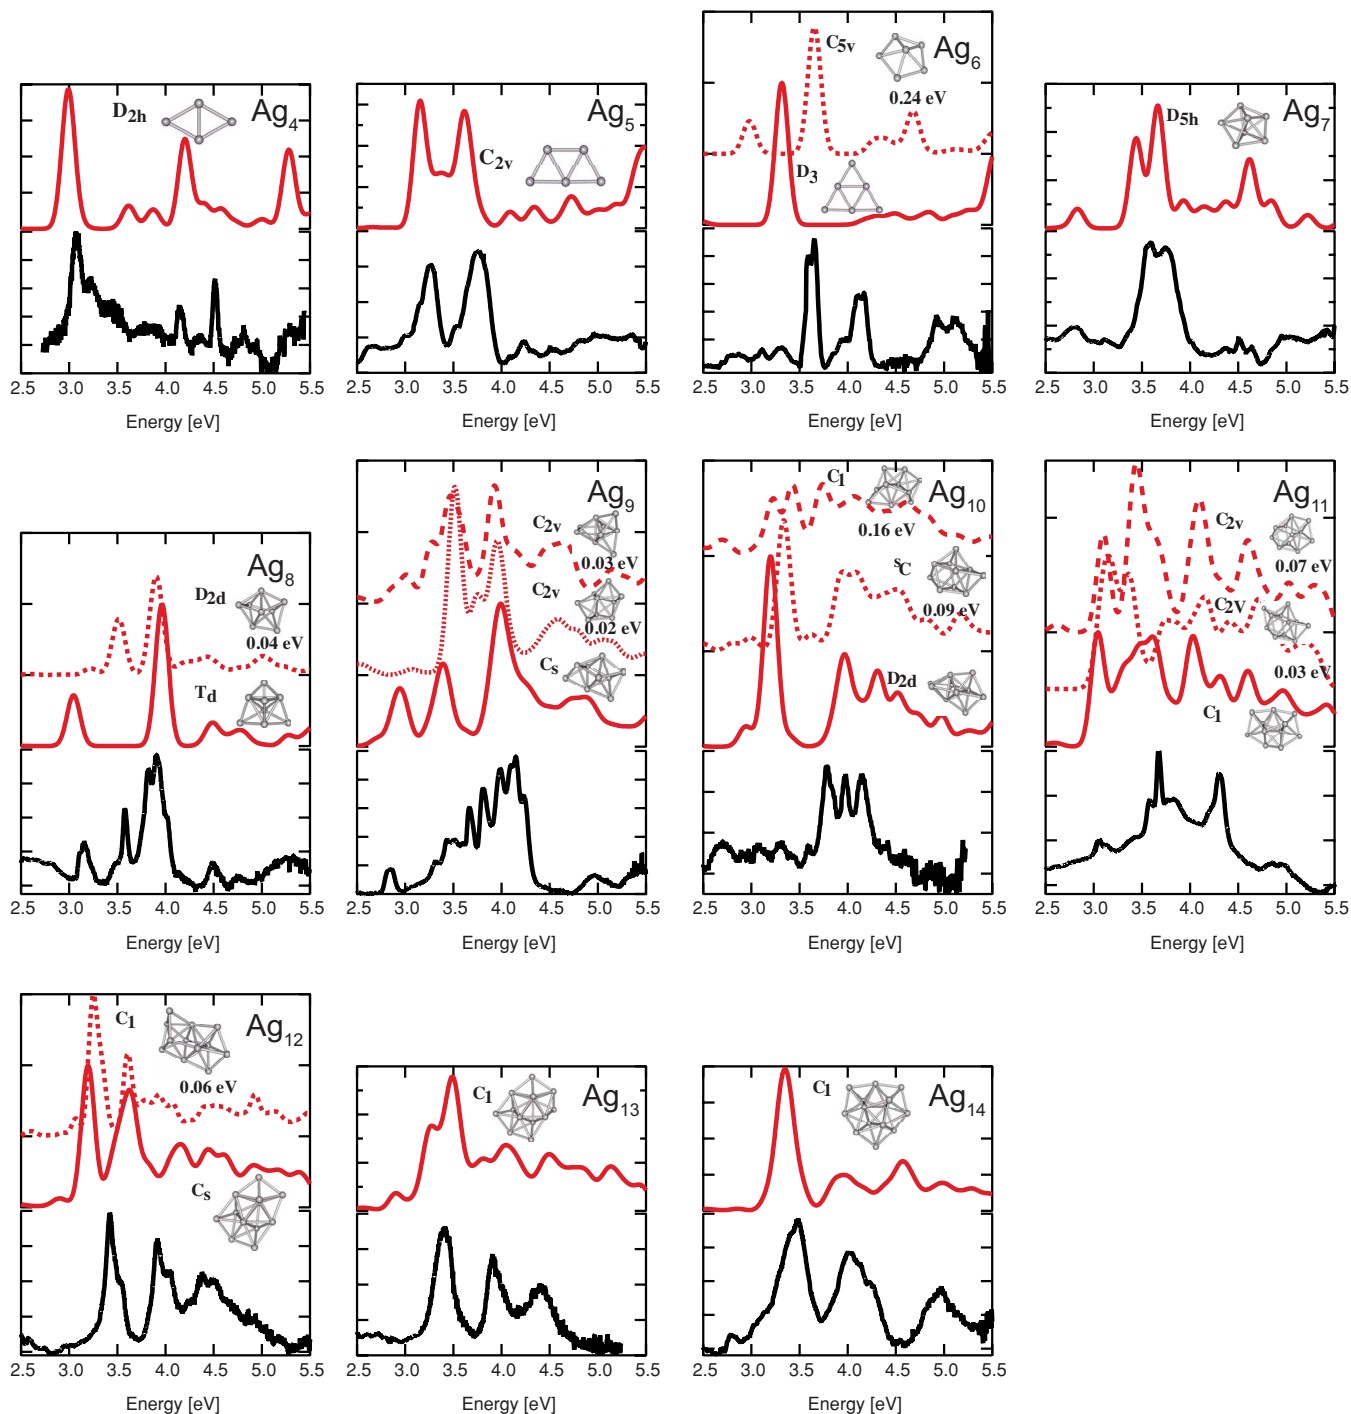 D2h
Ag4
2.5 3.0 3.5 4.0 4.5 5.0 5.5
Energy [eV]
C2v
Ag5
2.5 3.0 3.5 4.0 4.5 5.0 5.5
Energy [eV]
C5v
Ag6
0.24 eV
D3
2.5 3.0 3.5 4.0 4.5 5.0 5.5
Energy [eV]
D5h
Ag7
2.5 3.0 3.5 4.0 4.5 5.0 5.5
Energy [eV]
Ag8
D2d
0.04 eV
Td
2.5 3.0 3.5 4.0 4.5 5.0 5.5
Energy [eV]
Ag9
C2v
0.03 eV
C2v
0.02 eV
Cs
2.5 3.0 3.5 4.0 4.5 5.0 5.5
Energy [eV]
C1
Ag10
0.16 eV
sC
0.09 eV
D2d
2.5 3.0 3.5 4.0 4.5 5.0 5.5
Energy [eV]
Ag11
C2v
0.07 eV
C2V
0.03 eV
C1
2.5 3.0 3.5 4.0 4.5 5.0 5.5
Energy [eV]
C1
Ag12
0.06 eV
Cs
2.5 3.0 3.5 4.0 4.5 5.0 5.5
Energy [eV]
C1
Ag13
2.5 3.0 3.5 4.0 4.5 5.0 5.5
Energy [eV]
C1
Ag14
2.5 3.0 3.5 4.0 4.5 5.0 5.5
Energy [eV]